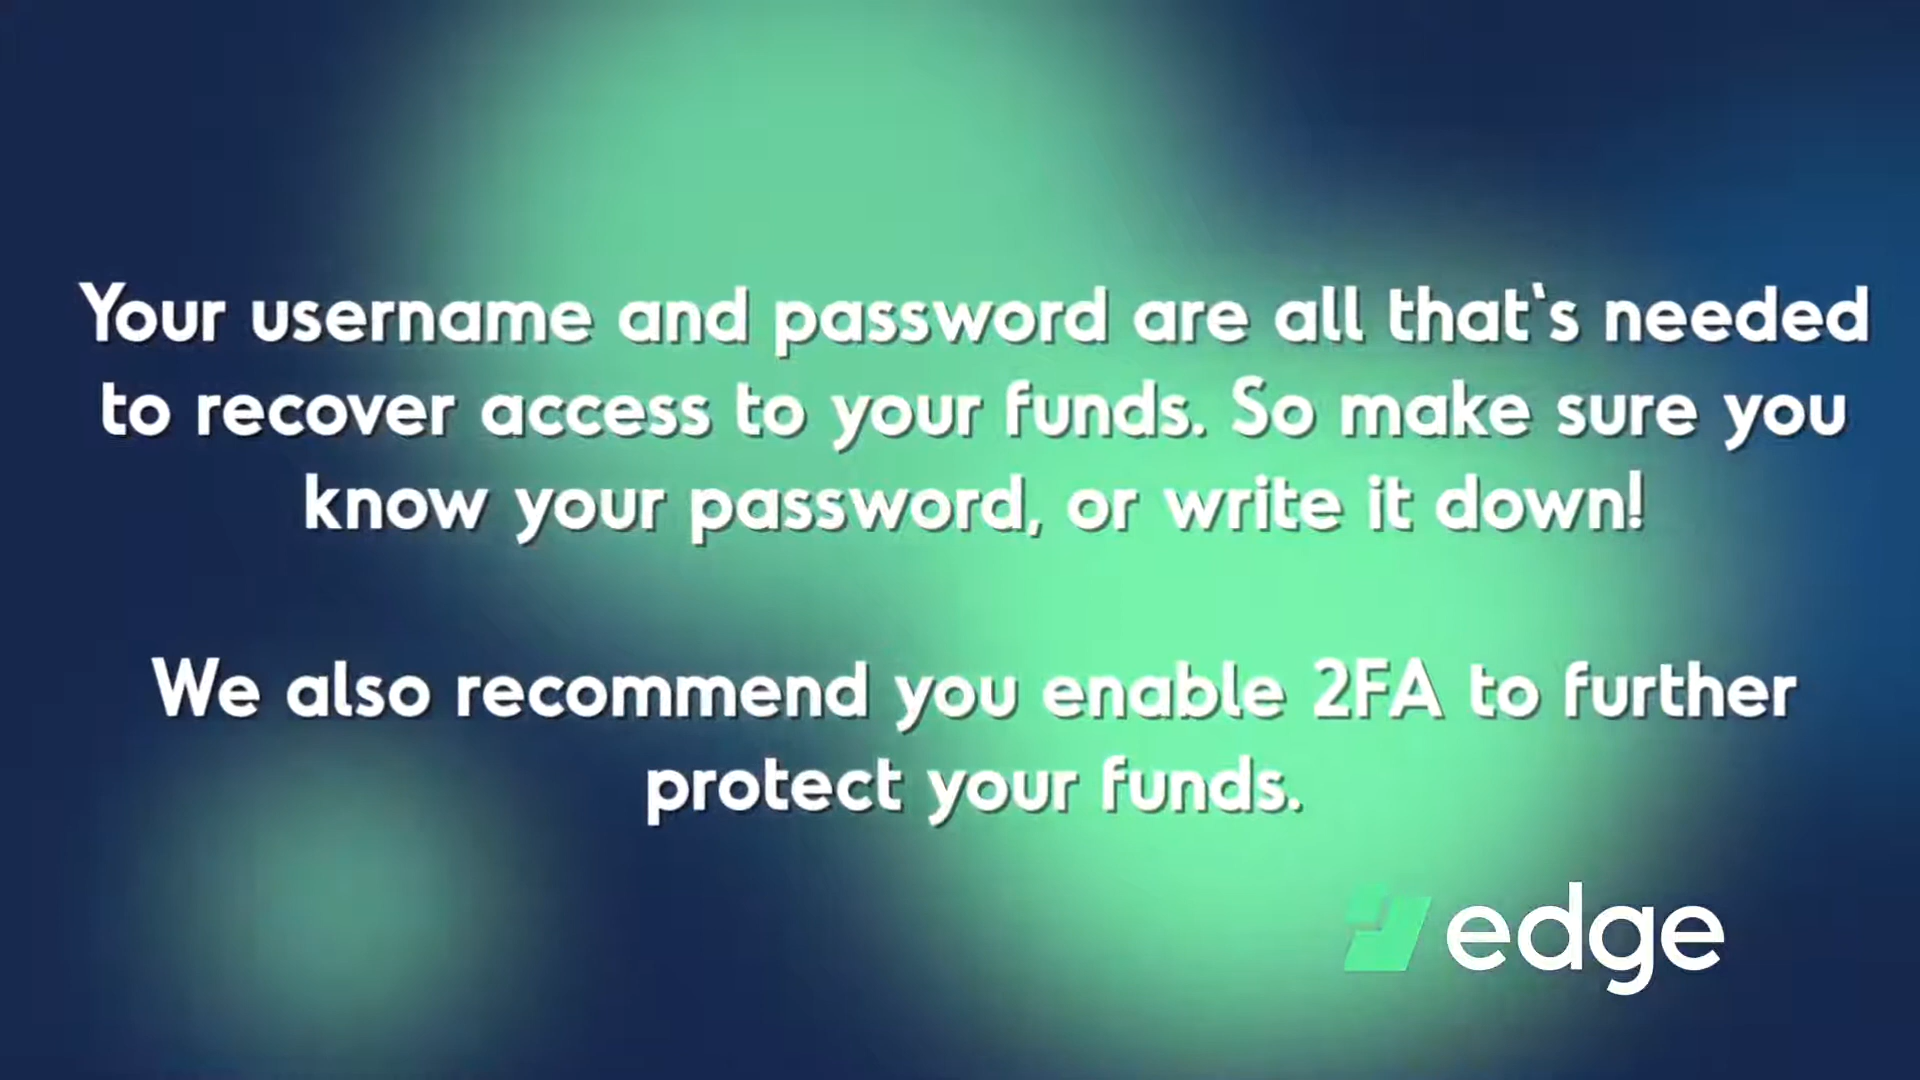 Your username and password are all that's needed
to recover access to your funds. So make sure you
know your password, or write it down!
We also recommend you enable 2FA to further
protect your funds.
edge